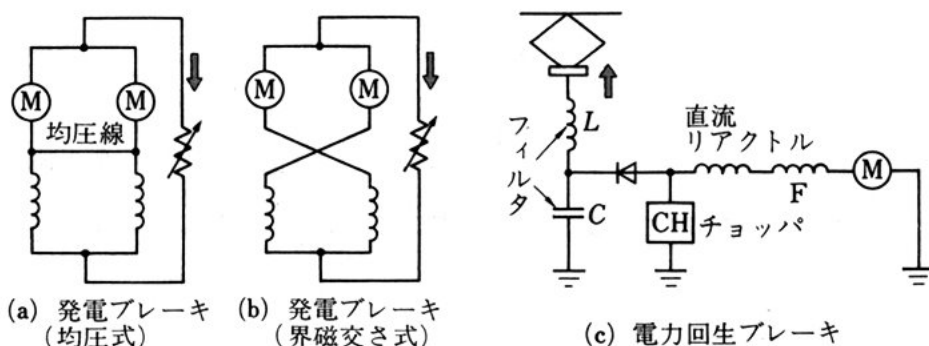 M
M
均圧線
(a) 発電ブレーキ
(均圧式)
M
M
(b) 発電ブレーキ
(界磁交さ式)
フィルタ
L
C
直流
リアクトル
F
M
CH
チョッパ
(c) 電力回生ブレーキ